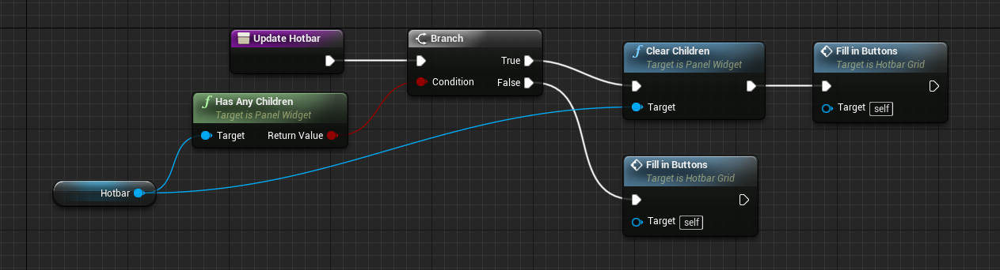 Update Hotbar
Branch
True
Condition
False
Has Any Children
Target is Panel Widget
Target
Return Value
Hotbar
Clear Children
Target is Panel Widget
Target
Fill in Buttons
Target is Hotbar Grid
Target self
Fill in Buttons
Target is Hotbar Grid
Target self